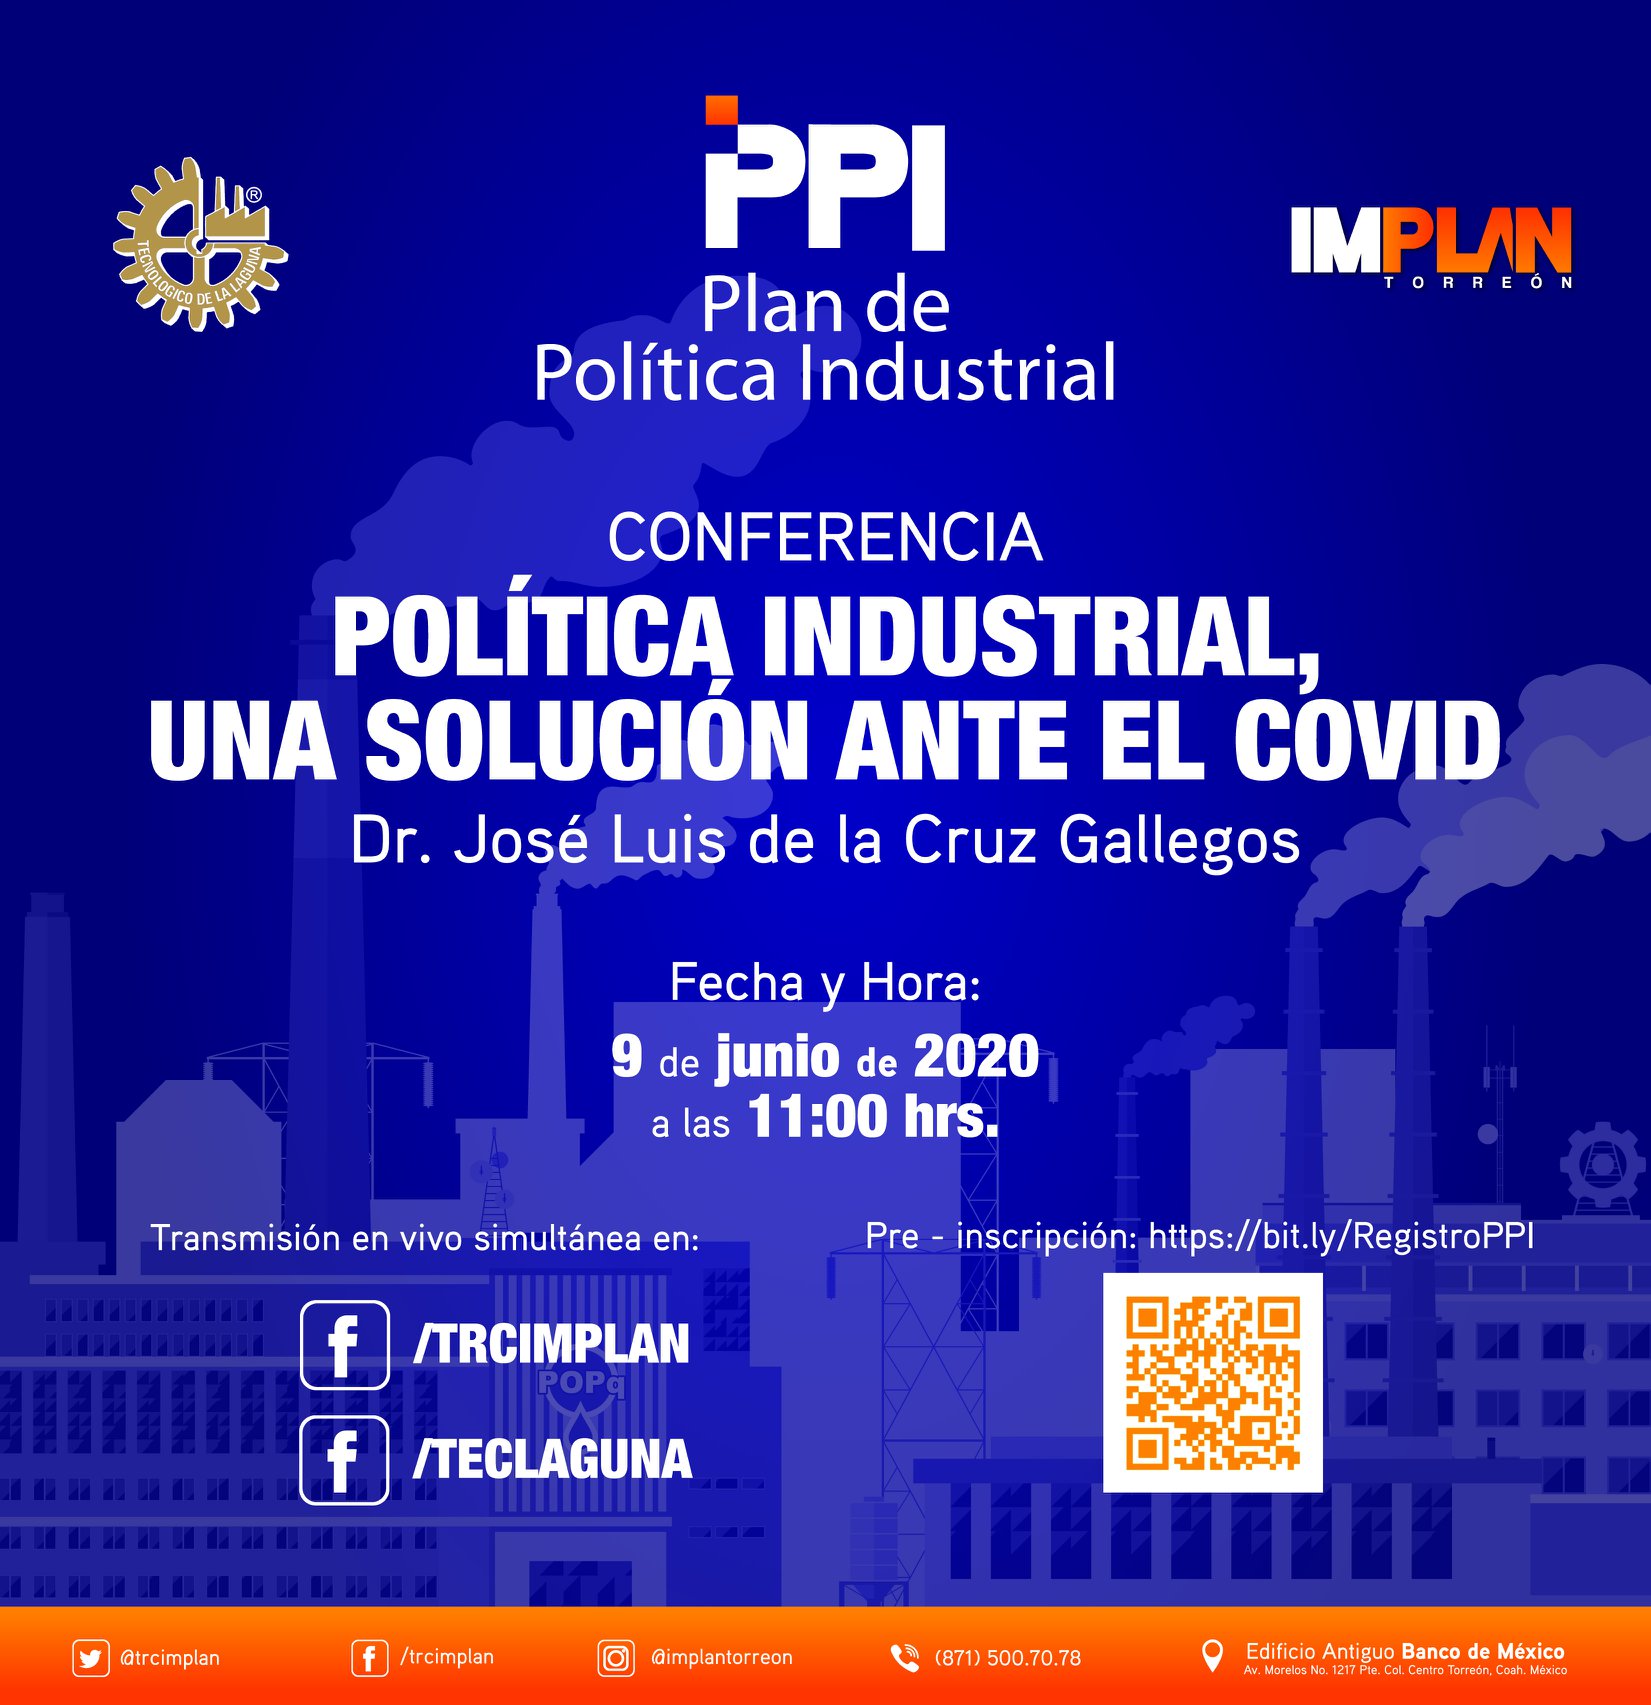 TECNOLOGICO DE LA LAGUNA
®
PPI
Plan de
Política Industrial
IMPLAN
TORREÓN
CONFERENCIA
POLÍTICA INDUSTRIAL,
UNA SOLUCIÓN ANTE EL COVID
Dr. José Luis de la Cruz Gallegos
Fecha y Hora:
9 de junio de 2020
a las 11:00 hrs.
Transmisión en vivo simultánea en:
/TRCIMPLAN
/TECLAGUNA
POPq
Pre - inscripción: https://bit.ly/RegistroPPI
@trcimplan
/trcimplan
@implantorreon
(871) 500.70.78
Edificio Antiguo Banco de México
Av. Morelos No. 1217 Pte. Col. Centro Torreón, Coah. México